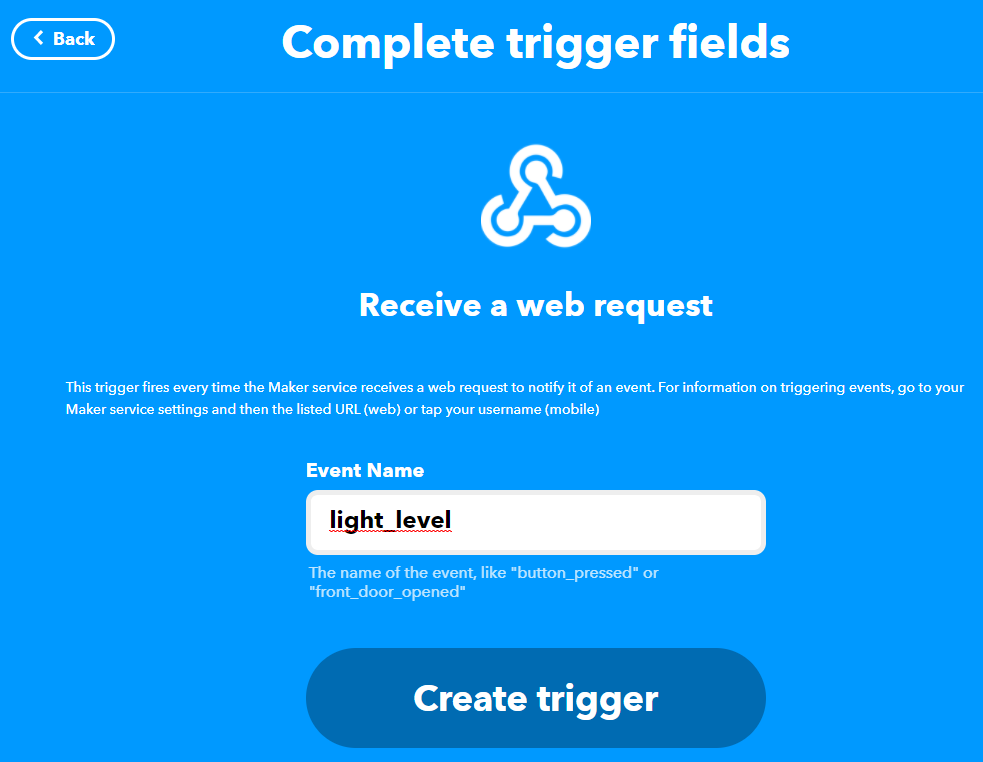 Back
Complete trigger fields
Receive a web request
This trigger fires every time the Maker service receives a web request to notify it of an event. For information on triggering events, go to your
Maker service settings and then the listed URL (web) or tap your username (mobile)
Event Name
light_level
The name of the event, like "button_pressed" or
"front_door_opened"
Create trigger